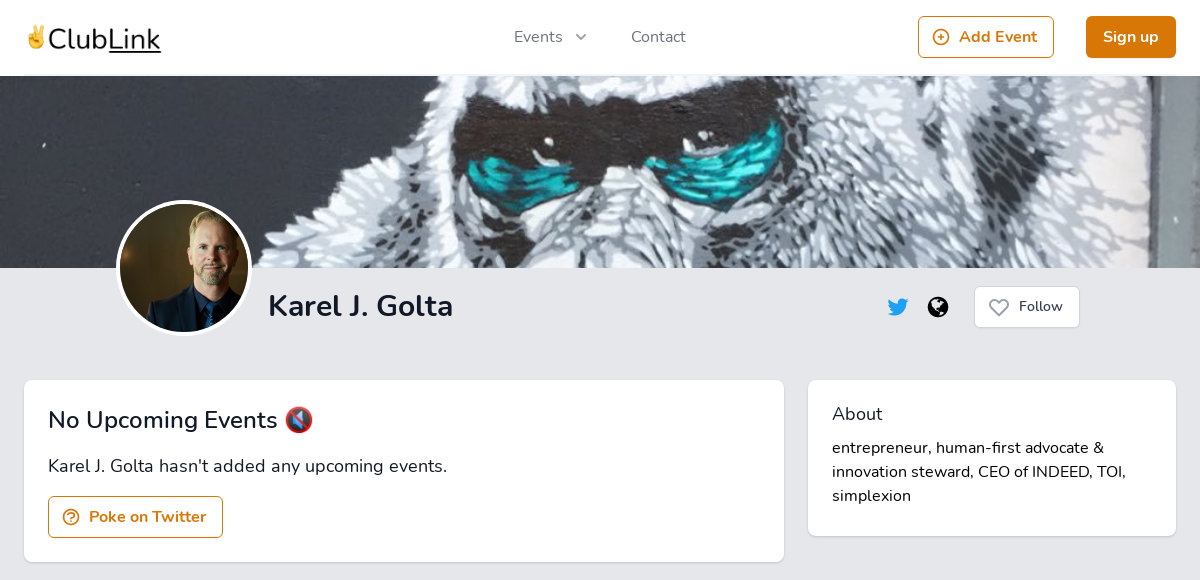 ✌️ClubLink
Events
Contact
Add Event
Sign up
Karel J. Golta
Follow
No Upcoming Events 🔇
Karel J. Golta hasn't added any upcoming events.
Poke on Twitter
About
entrepreneur, human-first advocate &
innovation steward, CEO of INDEED, TOI,
simplexion